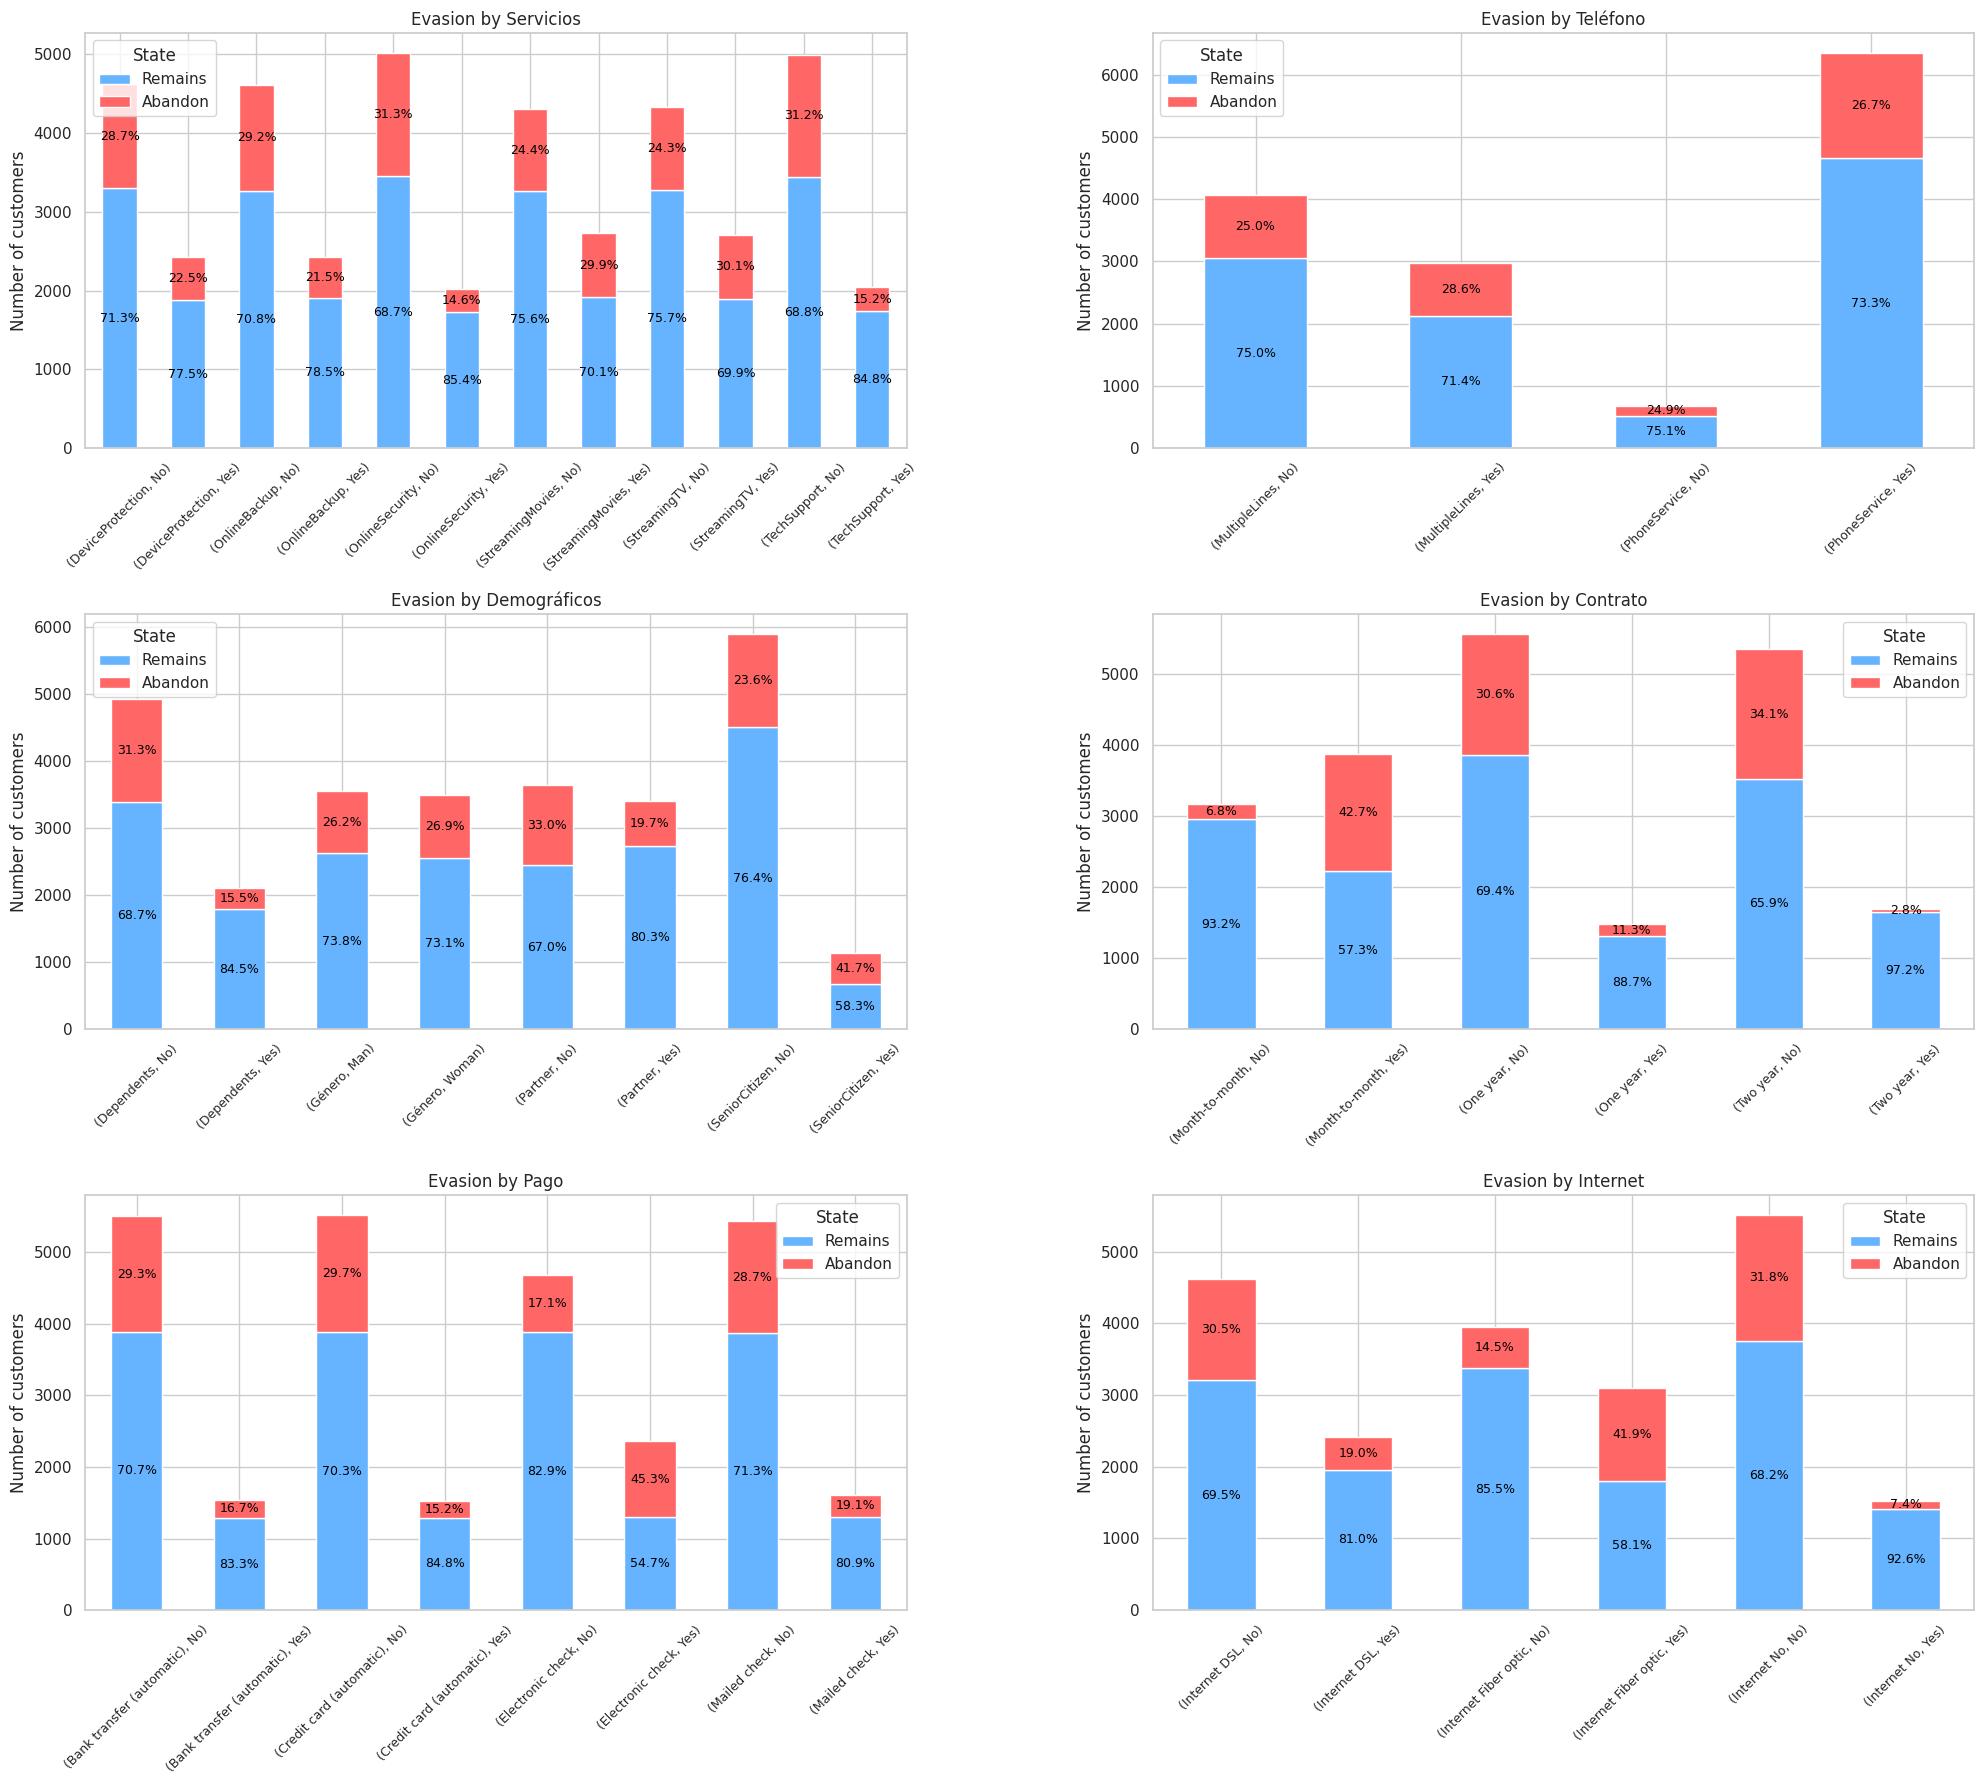 Evasion by Servicios
Number of customers
5000
4000
3000
2000
1000
0
State
Remains
Abandon
28.7%
71.3%
22.5%
77.5%
29.2%
70.8%
21.5%
78.5%
31.3%
68.7%
14.6%
85.4%
24.4%
75.6%
29.9%
70.1%
24.3%
75.7%
30.1%
69.9%
31.2%
68.8%
15.2%
84.8%
(DeviceProtection, No)
(DeviceProtection, Yes)
(OnlineBackup, No)
(OnlineBackup, Yes)
(OnlineSecurity, No)
(OnlineSecurity, Yes)
(StreamingMovies, No)
(StreamingMovies, Yes)
(StreamingTV, No)
(StreamingTV, Yes)
(TechSupport, No)
(TechSupport, Yes)
Evasion by Teléfono
Number of customers
6000
5000
4000
3000
2000
1000
0
State
Remains
Abandon
25.0%
75.0%
28.6%
71.4%
24.9%
75.1%
26.7%
73.3%
(MultipleLines, No)
(MultipleLines, Yes)
(PhoneService, No)
(PhoneService, Yes)
Evasion by Demográficos
Number of customers
6000
5000
4000
3000
2000
1000
0
State
Remains
Abandon
31.3%
68.7%
15.5%
84.5%
26.2%
73.8%
26.9%
73.1%
33.0%
67.0%
19.7%
80.3%
23.6%
76.4%
41.7%
58.3%
(Dependents, No)
(Dependents, Yes)
(Género, Man)
(Género, Woman)
(Partner, No)
(Partner, Yes)
(SeniorCitizen, No)
(SeniorCitizen, Yes)
Evasion by Contrato
Number of customers
5000
4000
3000
2000
1000
0
State
Remains
Abandon
6.8%
93.2%
42.7%
57.3%
30.6%
69.4%
11.3%
88.7%
34.1%
65.9%
2.8%
97.2%
(Month-to-month, No)
(Month-to-month, Yes)
(One year, No)
(One year, Yes)
(Two year, No)
(Two year, Yes)
Evasion by Pago
Number of customers
5000
4000
3000
2000
1000
0
State
Remains
Abandon
29.3%
70.7%
16.7%
83.3%
29.7%
70.3%
15.2%
84.8%
17.1%
82.9%
45.3%
54.7%
28.7%
71.3%
19.1%
80.9%
(Bank transfer (automatic), No)
(Bank transfer (automatic), Yes)
(Credit card (automatic), No)
(Credit card (automatic), Yes)
(Electronic check, No)
(Electronic check, Yes)
(Mailed check, No)
(Mailed check, Yes)
Evasion by Internet
Number of customers
5000
4000
3000
2000
1000
0
State
Remains
Abandon
30.5%
69.5%
19.0%
81.0%
14.5%
85.5%
41.9%
58.1%
31.8%
68.2%
7.4%
92.6%
(Internet DSL, No)
(Internet DSL, Yes)
(Internet Fiber optic, No)
(Internet Fiber optic, Yes)
(Internet No, No)
(Internet No, Yes)